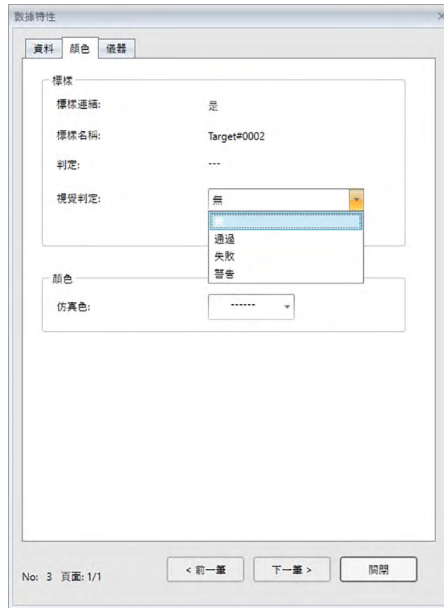 數據特性
資料 顏色 儀器
標樣
標樣連結: 是
標樣名稱: Target#0002
判定: ---
視覺判定: 無
通過
失敗
警告
顏色
仿真色: ------
No: 3 頁面: 1/1
< 前一筆 下一筆 > 關閉